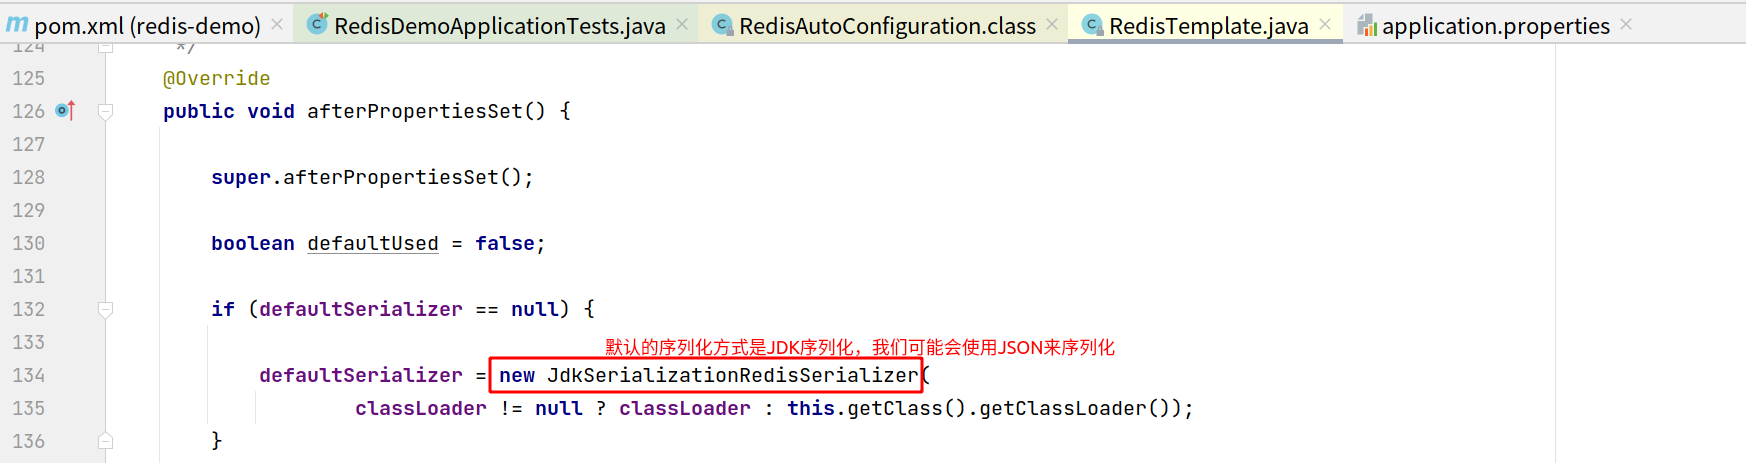 m pom.xml (redis-demo) × RedisDemoApplicationTests.java × RedisAutoConfiguration.class × RedisTemplate.java × application.properties ×
124 */
125 @Override
126 public void afterPropertiesSet() {
127
128 super.afterPropertiesSet();
129
130 boolean defaultUsed = false;
131
132 if (defaultSerializer == null) {
133 默认的序列化方式是JDK序列化，我们可能会使用JSON来序列化
134 defaultSerializer = new JdkSerializationRedisSerializer(
135 classLoader != null ? classLoader : this.getClass().getClassLoader());
136 }